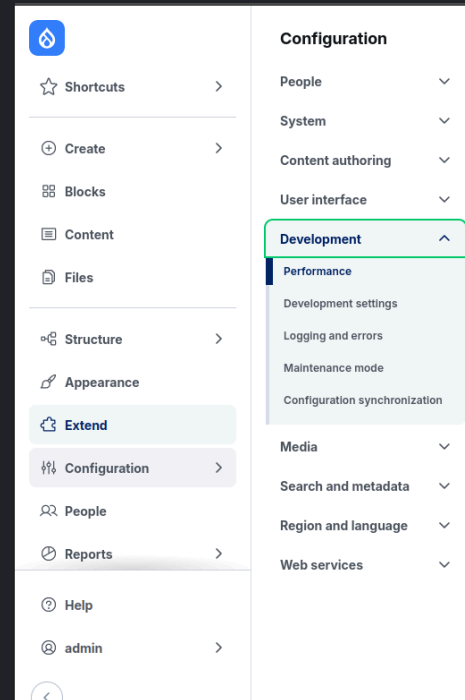 Shortcuts
Create
Blocks
Content
Files
Structure
Appearance
Extend
Configuration
People
Reports
Help
admin
Configuration
People
System
Content authoring
User interface
Development
Performance
Development settings
Logging and errors
Maintenance mode
Configuration synchronization
Media
Search and metadata
Region and language
Web services